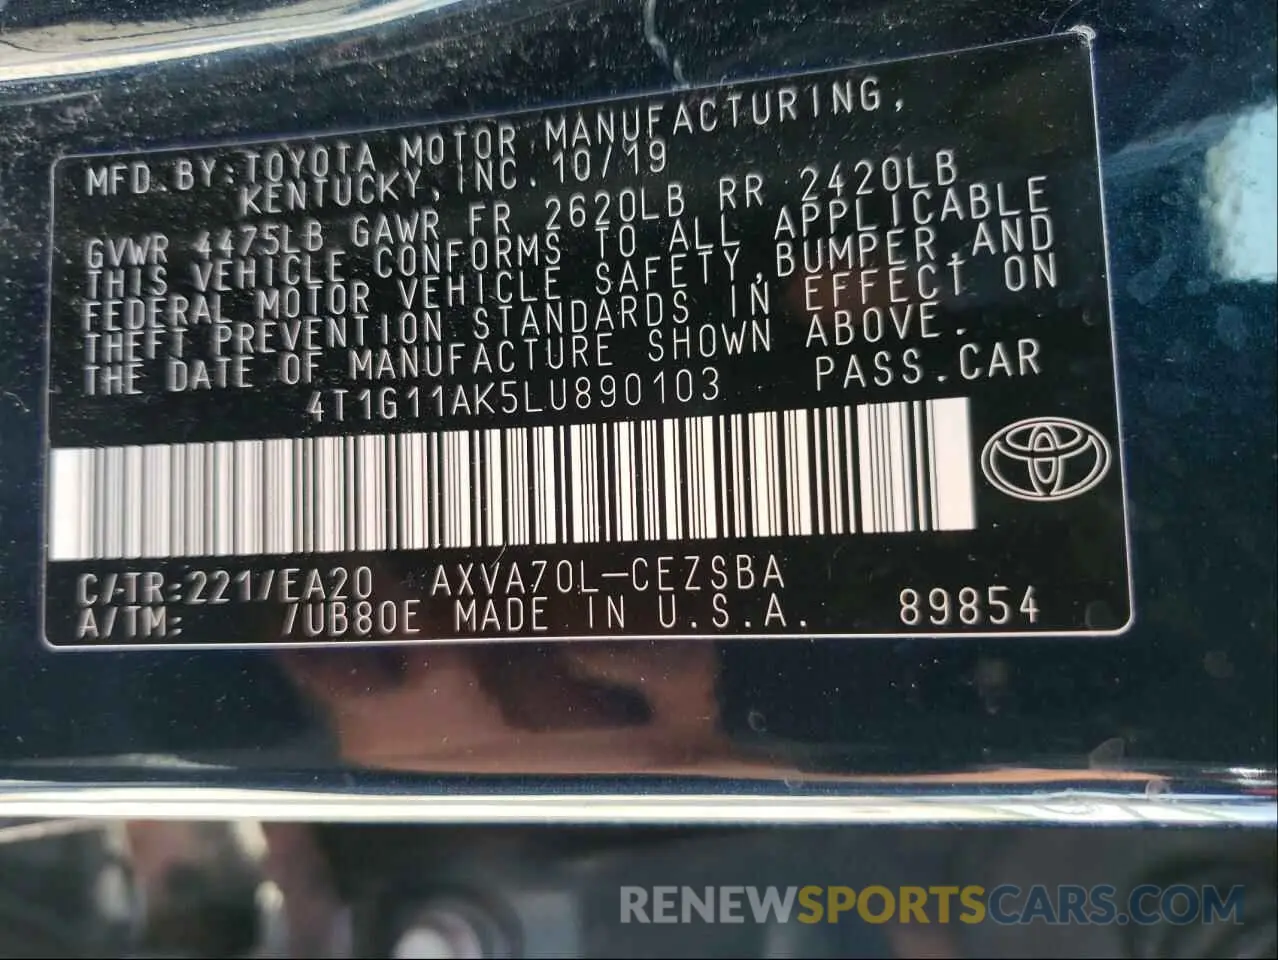 MFD.BY:TOYOTA MOTOR MANUFACTURING,
KENTUCKY, INC. 10/19
GVWR 4475LB GAWR FR 2620LB RR 2420LB
THIS VEHICLE CONFORMS TO ALL APPLICABLE
FEDERAL MOTOR VEHICLE SAFETY,BUMPER,AND
THEFT PREVENTION STANDARDS IN EFFECT ON
THE DATE OF MANUFACTURE SHOWN ABOVE.
4T1G11AK5LU890103 PASS.CAR
C/TR:221/EA20 AXVA70L-CEZSBA
A/TM: /UB80E MADE IN U.S.A. 89854
RENEWSPORTSCARS.COM